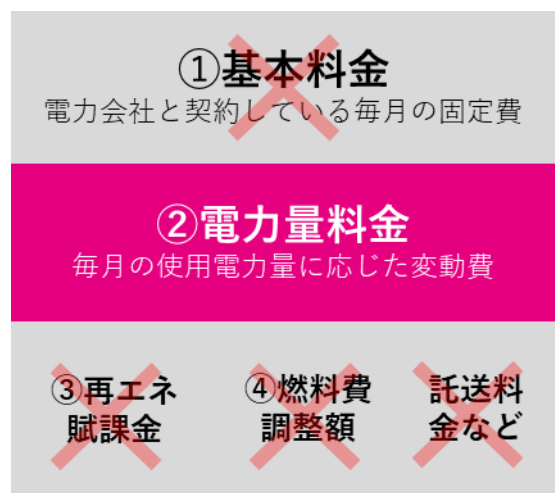 ①基本料金
電力会社と契約している毎月の固定費
②電力量料金
毎月の使用電力量に応じた変動費
③再エネ
賦課金
④燃料費
調整額
託送料
金など